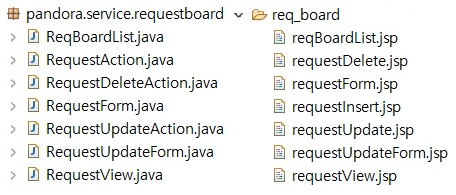 pandora.service.requestboard
ReqBoardList.java
RequestAction.java
RequestDeleteAction.java
RequestForm.java
RequestUpdateAction.java
RequestUpdateForm.java
RequestView.java
req_board
reqBoardList.jsp
requestDelete.jsp
requestForm.jsp
requestInsert.jsp
requestUpdate.jsp
requestUpdateForm.jsp
requestView.jsp